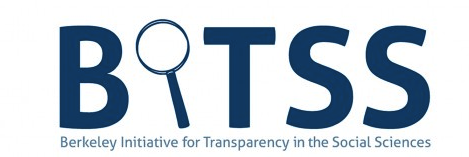 BITSS
Berkeley Initiative for Transparency in the Social Sciences